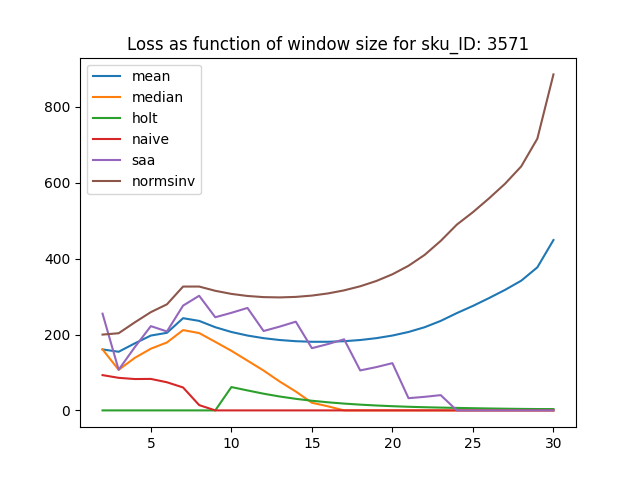 Loss as function of window size for sku_ID: 3571
mean
median
holt
naive
saa
normsinv
800
600
400
200
0
5 10 15 20 25 30